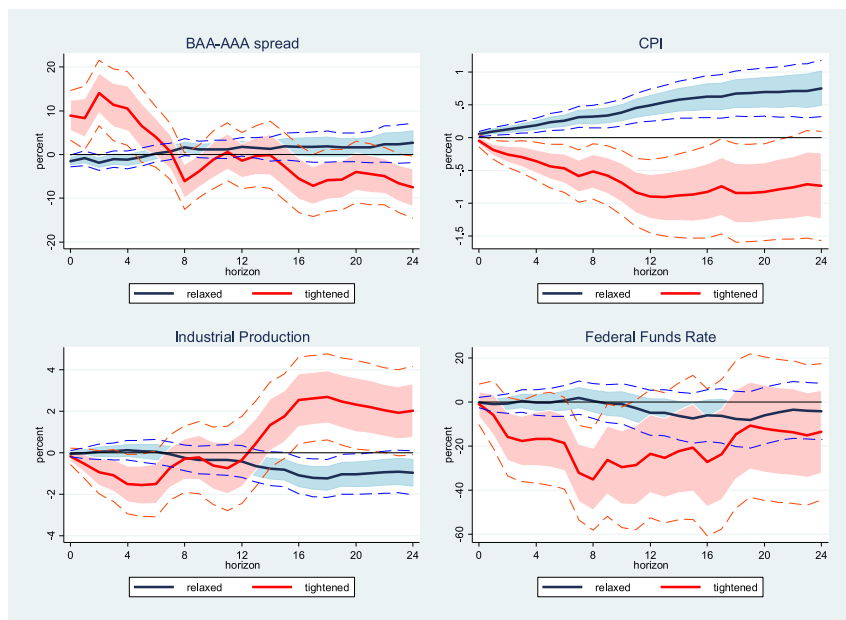 BAA-AAA spread
percent
20
10
0
-10
-20
0 4 8 12 16 20 24
horizon
relaxed tightened
CPI
percent
1
.5
0
-.5
-1
-1.5
0 4 8 12 16 20 24
horizon
relaxed tightened
Industrial Production
percent
4
2
0
-2
-4
0 4 8 12 16 20 24
horizon
relaxed tightened
Federal Funds Rate
percent
20
0
-20
-40
-60
0 4 8 12 16 20 24
horizon
relaxed tightened